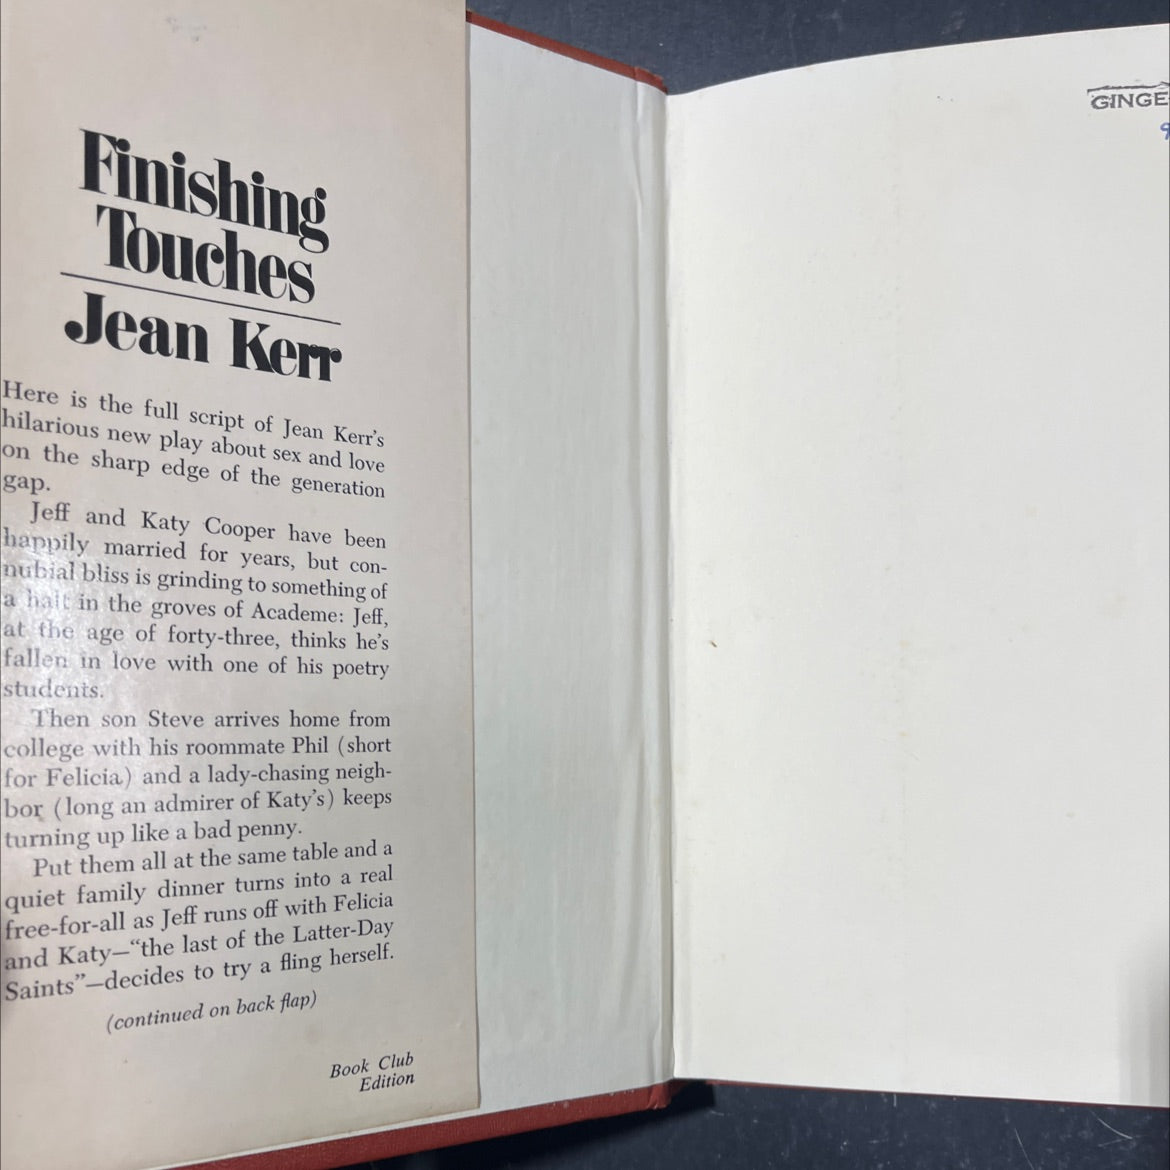 Finishing
Touches
Jean Kerr
Here is the full script of Jean Kerr's
hilarious new play about sex and love
on the sharp edge of the generation
gap.
Jeff and Katy Cooper have been
happily married for years, but con-
nubial bliss is grinding to something of
a halt in the groves of Academe: Jeff,
at the age of forty-three, thinks he's
fallen in love with one of his poetry
students.
Then son Steve arrives home from
college with his roommate Phil (short
for Felicia) and a lady-chasing neigh-
bor (long an admirer of Katy's) keeps
turning up like a bad penny.
Put them all at the same table and a
quiet family dinner turns into a real
free-for-all as Jeff runs off with Felicia
and Katy—"the last of the Latter-Day
Saints"—decides to try a fling herself.
(continued on back flap)
Book Club
Edition
GINGE